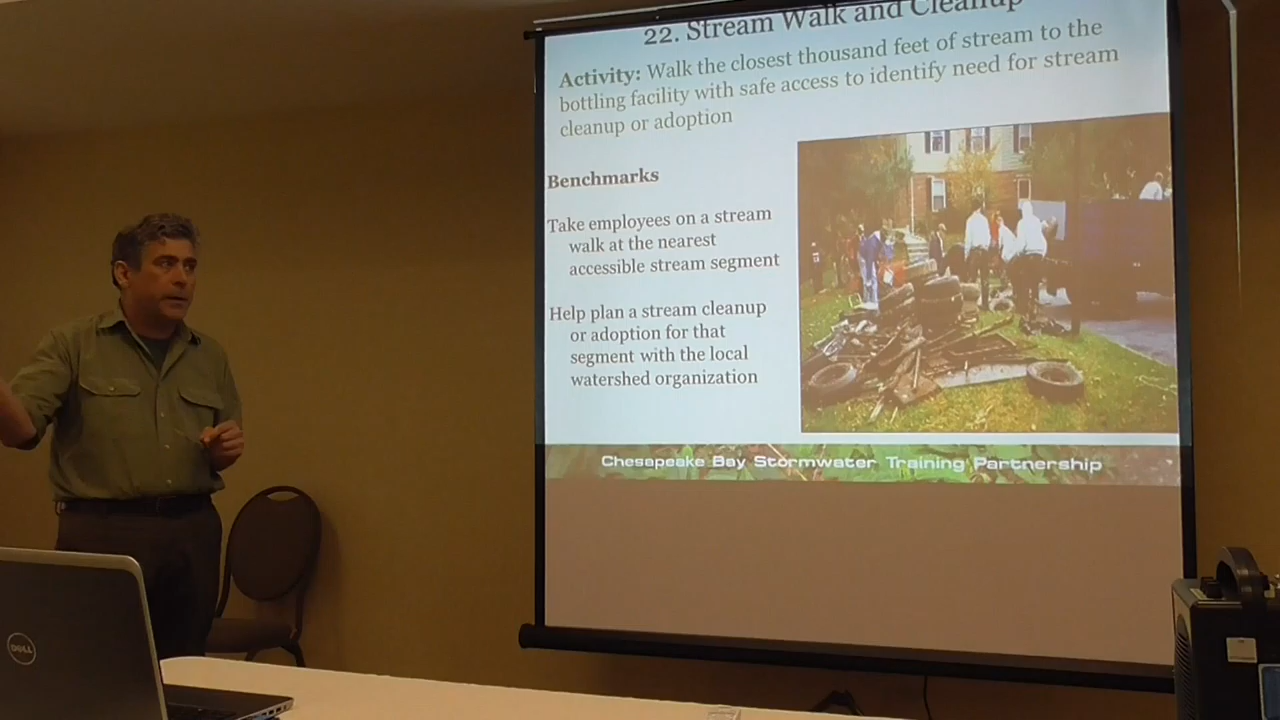 22. Stream Walk and Cleanup
Activity: Walk the closest thousand feet of stream to the
bottling facility with safe access to identify need for stream
cleanup or adoption
Benchmarks
Take employees on a stream
walk at the nearest
accessible stream segment
Help plan a stream cleanup
or adoption for that
segment with the local
watershed organization
Chesapeake Bay Stormwater Training Partnership
DELL